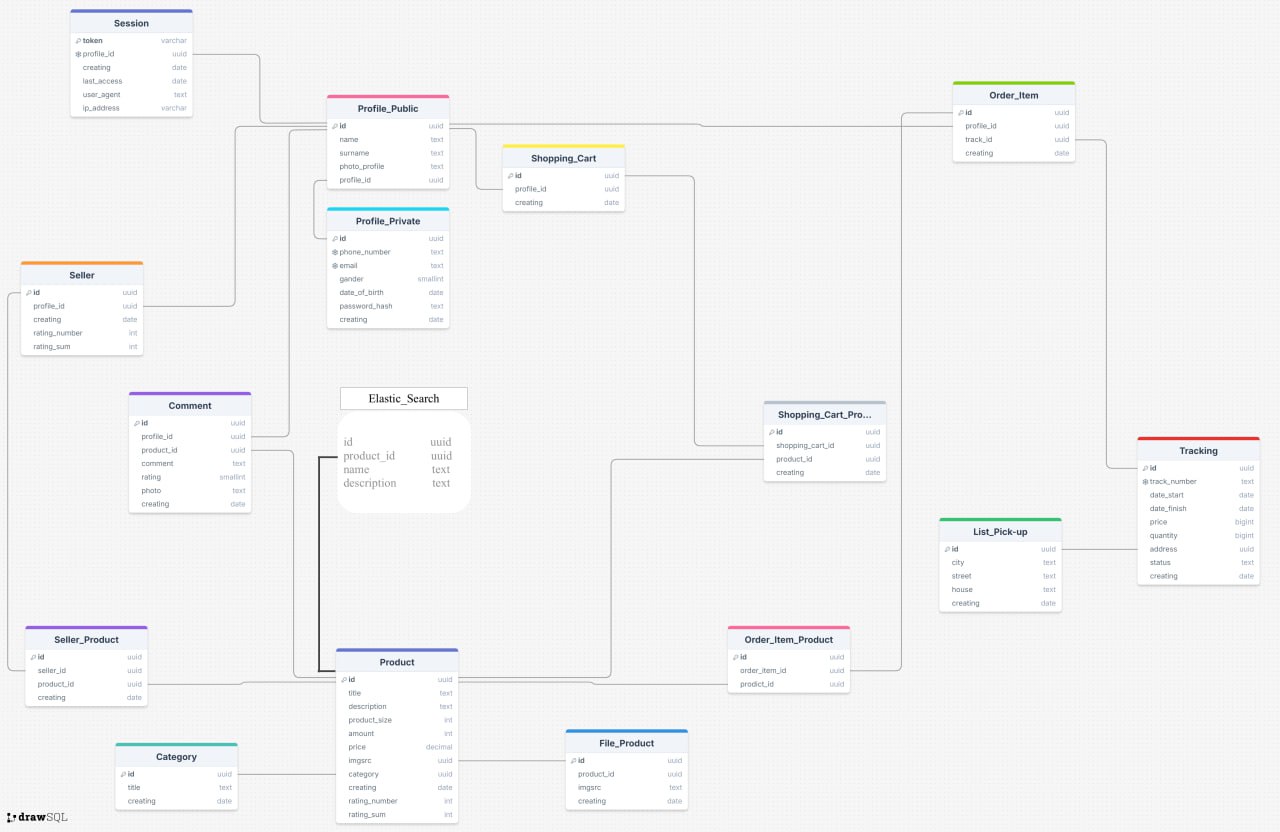 Session
token varchar
profile_id uuid
creating date
last_access date
user_agent text
ip_address varchar
Profile_Public
id uuid
name text
surname text
photo_profile text
profile_id uuid
Shopping_Cart
id uuid
profile_id uuid
creating date
Order_Item
id uuid
profile_id uuid
track_id uuid
creating date
Profile_Private
id uuid
phone_number text
email text
gander smallint
date_of_birth date
password_hash text
creating date
Seller
id uuid
profile_id uuid
creating date
rating_number int
rating_sum int
Comment
id uuid
profile_id uuid
product_id uuid
comment text
rating smallint
photo text
creating date
Elastic_Search
id uuid
product_id uuid
name text
description text
Shopping_Cart_Pro...
id uuid
shopping_cart_id uuid
product_id uuid
creating date
Tracking
id uuid
track_number text
date_start date
date_finish date
price bigint
quantity bigint
address uuid
status text
creating date
List_Pick-up
id uuid
city text
street text
house text
creating date
Seller_Product
id uuid
seller_id uuid
product_id uuid
creating date
Product
id uuid
title text
description text
product_size int
amount int
price decimal
imgsrc uuid
category uuid
creating date
rating_number int
rating_sum int
Order_Item_Product
id uuid
order_item_id uuid
prodict_id uuid
Category
id uuid
title text
creating date
File_Product
id uuid
product_id uuid
imgsrc text
creating date
drawSQL